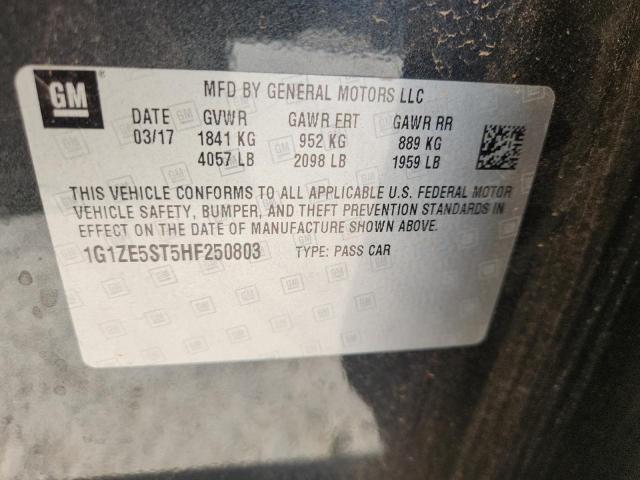 GM
MFD BY GENERAL MOTORS LLC
DATE GVWR GAWR FRT GAWR RR
03/17 1841 KG 952 KG 889 KG
4057 LB 2098 LB 1959 LB
THIS VEHICLE CONFORMS TO ALL APPLICABLE U.S. FEDERAL MOTOR
VEHICLE SAFETY, BUMPER, AND THEFT PREVENTION STANDARDS IN
EFFECT ON THE DATE OF MANUFACTURE SHOWN ABOVE.
1G1ZE5ST5HF250803 TYPE: PASS CAR